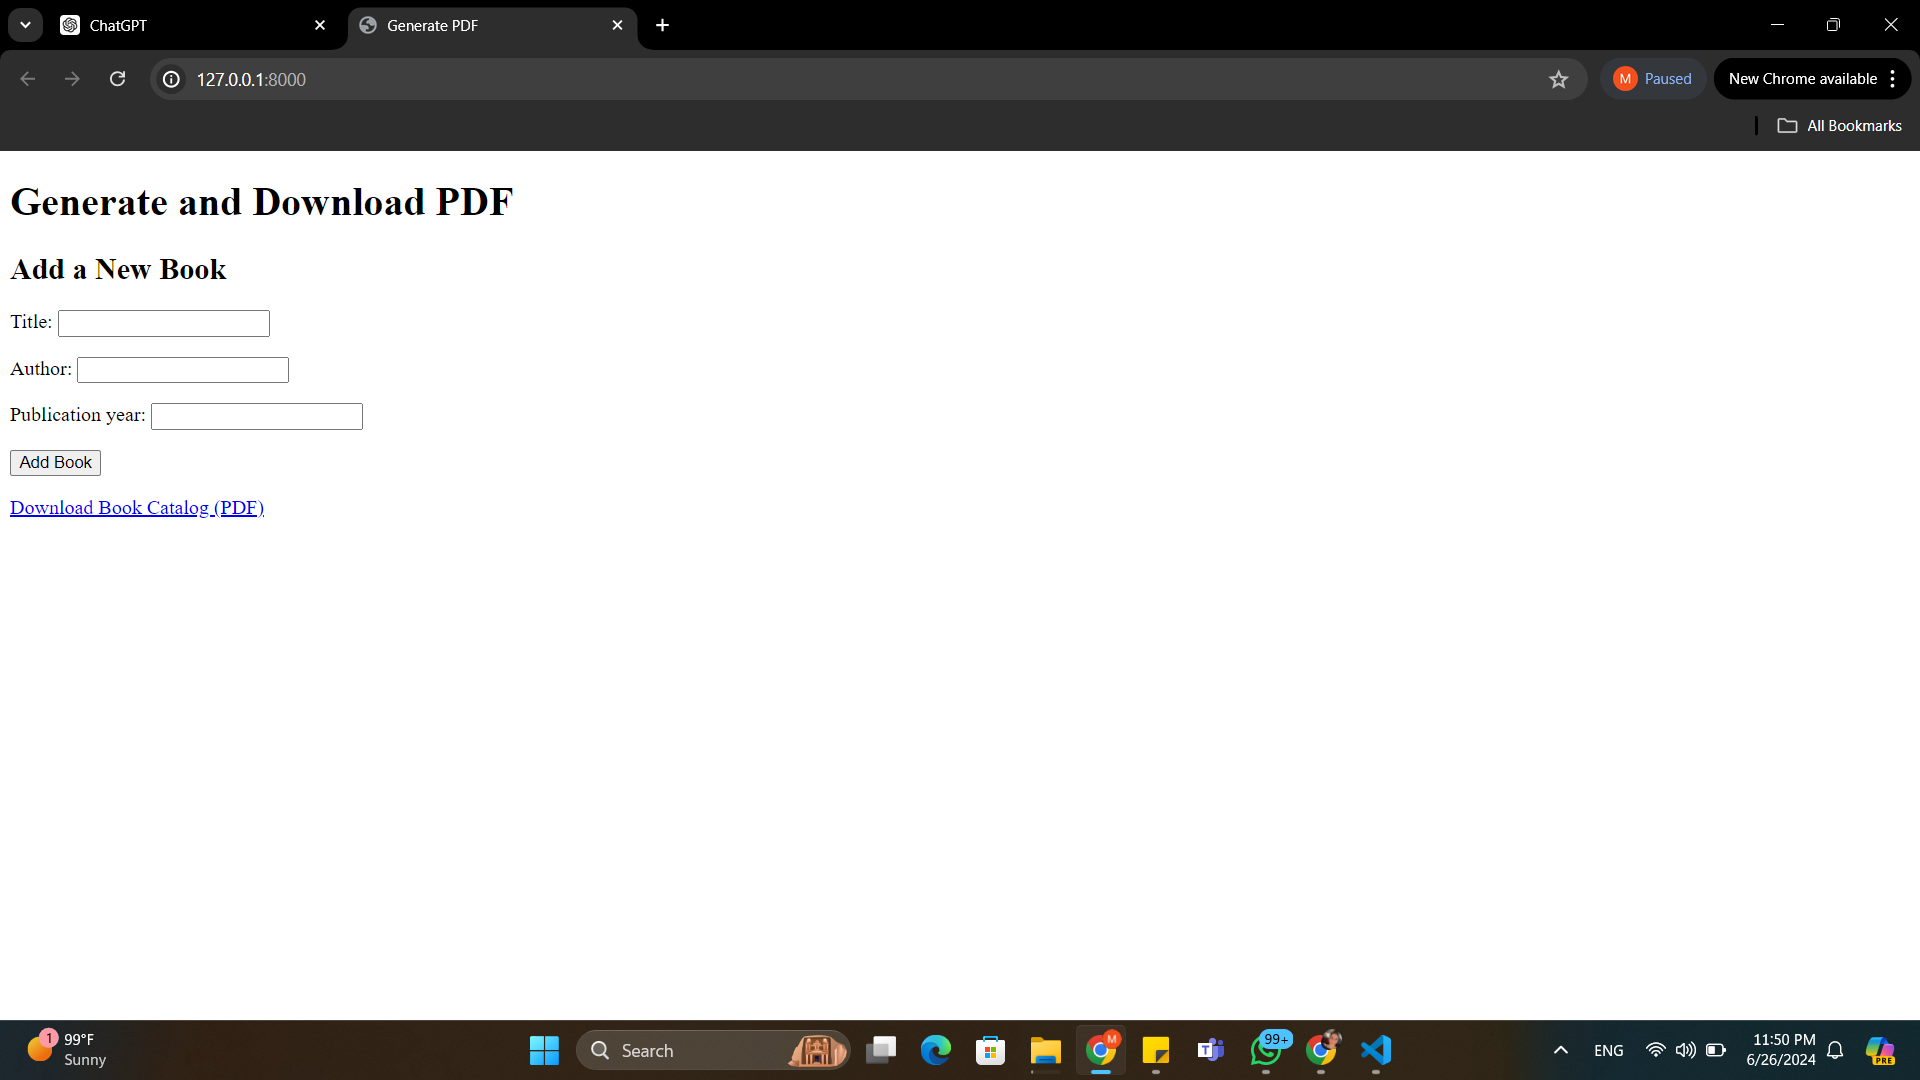 ChatGPT
Generate PDF
127.0.0.1:8000
M Paused
New Chrome available
All Bookmarks
Generate and Download PDF
Add a New Book
Title:
Author:
Publication year:
Add Book
Download Book Catalog (PDF)
1
99°F
Sunny
Search
M
T
99+
ENG
11:50 PM
6/26/2024
PRE